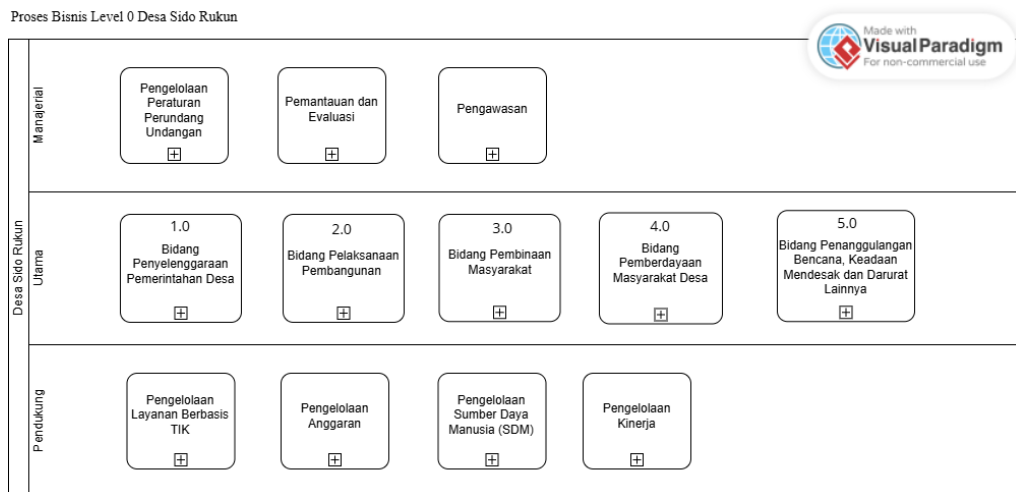 Proses Bisnis Level 0 Desa Sido Rukun
Made with
Visual Paradigm
For non-commercial use
Desa Sido Rukun
Manajerial
Pengelolaan
Peraturan
Perundang
Undangan
Pemantauan dan
Evaluasi
Pengawasan
Utama
1.0
Bidang
Penyelenggaraan
Pemerintahan Desa
2.0
Bidang Pelaksanaan
Pembangunan
3.0
Bidang Pembinaan
Masyarakat
4.0
Bidang
Pemberdayaan
Masyarakat Desa
5.0
Bidang Penanggulangan
Bencana, Keadaan
Mendesak dan Darurat
Lainnya
Pendukung
Pengelolaan
Layanan Berbasis
TIK
Pengelolaan
Anggaran
Pengelolaan
Sumber Daya
Manusia (SDM)
Pengelolaan
Kinerja